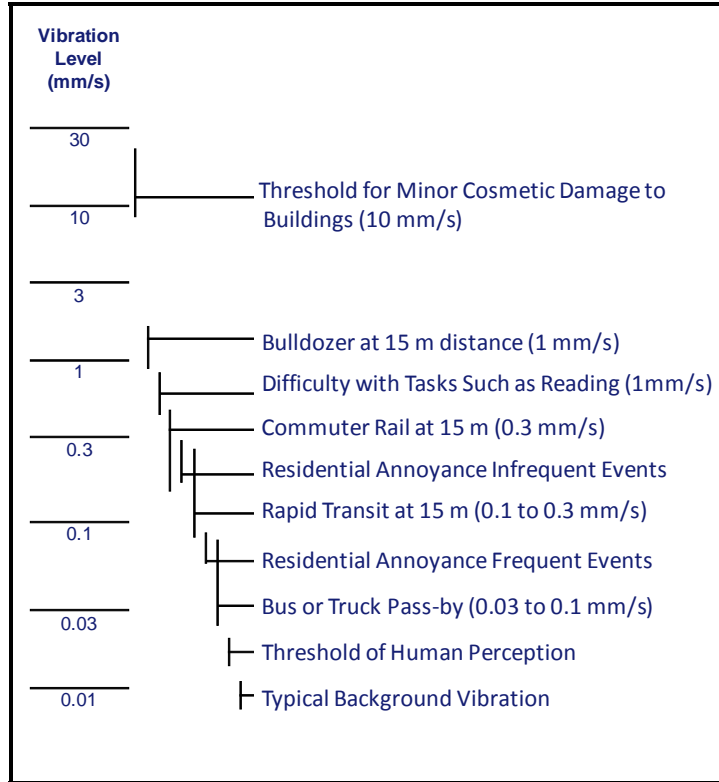 Vibration
Level
(mm/s)
30
Threshold for Minor Cosmetic Damage to
10
Buildings (10 mm/s)
3
Bulldozer at 15 m distance (1 mm/s)
1
Difficulty with Tasks Such as Reading (1mm/s)
Commuter Rail at 15 m (0.3 mm/s)
0.3
Residential Annoyance Infrequent Events
Rapid Transit at 15 m (0.1 to 0.3 mm/s)
0.1
Residential Annoyance Frequent Events
Bus or Truck Pass-by (0.03 to 0.1 mm/s)
0.03
Threshold of Human Perception
Typical Background Vibration
0.01